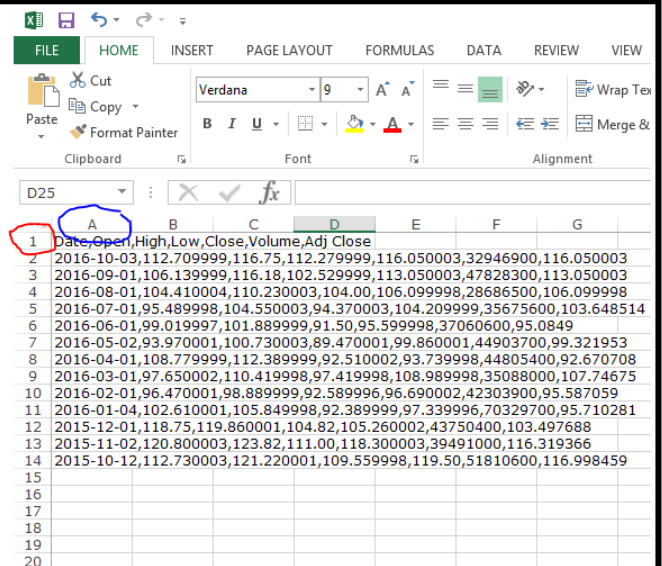 FILE HOME INSERT PAGE LAYOUT FORMULAS DATA REVIEW VIEW
Cut
Copy
Format Painter
Paste
Verdana 9 A A Wrap Tex
B I U A Merge &
Clipboard Font Alignment
D25 fx
A B C D E F G
1 Date,Open,High,Low,Close,Volume,Adj Close
2 2016-10-03,112.709999,116.75,112.279999,116.050003,32946900,116.050003
3 2016-09-01,106.139999,116.18,102.529999,113.050003,47828300,113.050003
4 2016-08-01,104.410004,110.230003,104.00,106.099998,28686500,106.099998
5 2016-07-01,95.489998,104.550003,94.370003,104.209999,35675600,103.648514
6 2016-06-01,99.019997,101.889999,91.50,95.599998,37060600,95.0849
7 2016-05-02,93.970001,100.730003,89.470001,99.860001,44903700,99.321953
8 2016-04-01,108.779999,112.389999,92.510002,93.739998,44805400,92.670708
9 2016-03-01,97.650002,110.419998,97.419998,108.989998,35088000,107.74675
10 2016-02-01,96.470001,98.889999,92.589996,96.690002,42303900,95.587059
11 2016-01-04,102.610001,105.849998,92.389999,97.339996,70329700,95.710281
12 2015-12-01,118.75,119.860001,104.82,105.260002,43750400,103.497688
13 2015-11-02,120.800003,123.82,111.00,118.300003,39491000,116.319366
14 2015-10-12,112.730003,121.220001,109.559998,119.50,51810600,116.998459
15
16
17
18
19
20